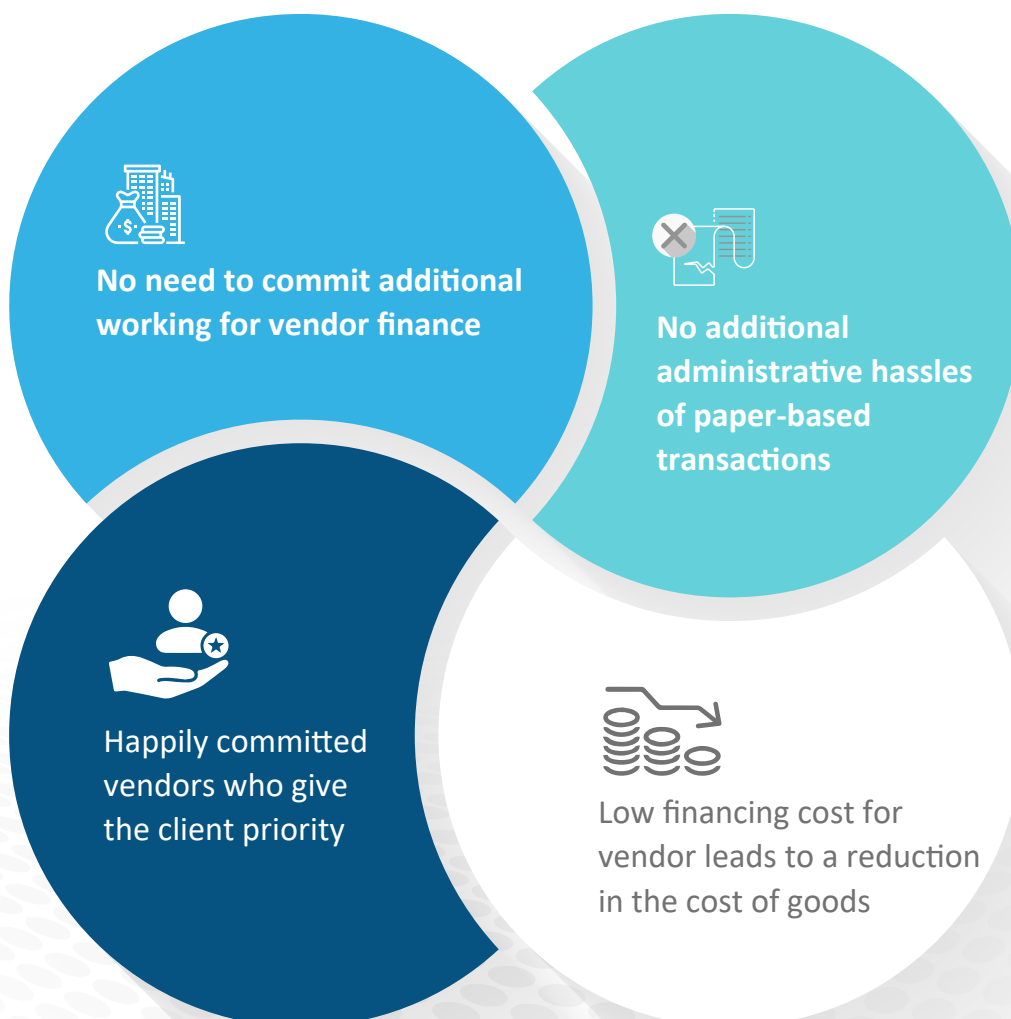 No need to commit additional
working for vendor finance
No additional
administrative hassles
of paper-based
transactions
Happily committed
vendors who give
the client priority
Low financing cost for
vendor leads to a reduction
in the cost of goods